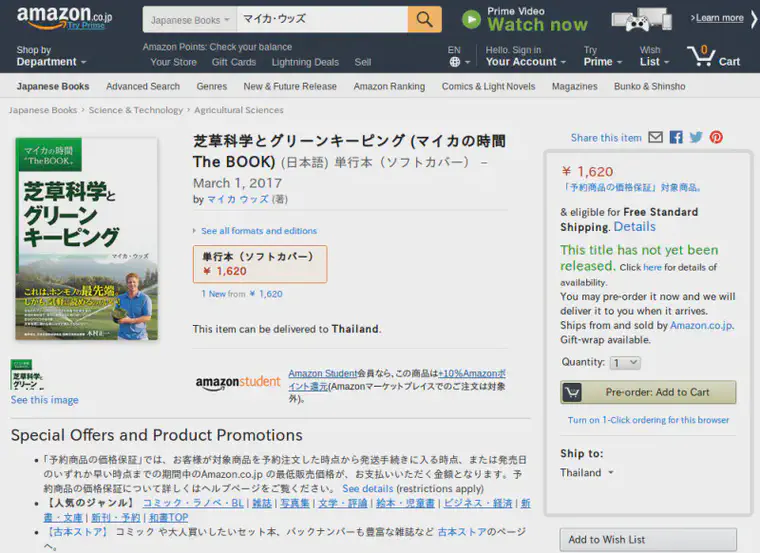 amazon.co.jp
Try Prime
Japanese Books
マイカ・ウッズ
Prime Video
Watch now
Learn more
Shop by
Department
Amazon Points: Check your balance
Your Store Gift Cards Lightning Deals Sell
EN
Hello. Sign in
Your Account
Try
Prime
Wish
List
0
Cart
Japanese Books Advanced Search Genres New & Future Release Amazon Ranking Comics & Light Novels Magazines Bunko & Shinsho
Japanese Books › Science & Technology › Agricultural Sciences
マイカの時間
"The BOOK„
芝草科学と
グリーン
キーピング
マイカ・ウッズ
これは、ホンモノの最先端。
See this image
芝草科学とグリーンキーピング (マイカの時間
The BOOK) (日本語) 単行本（ソフトカバー） –
March 1, 2017
by マイカ ウッズ (著)
See all formats and editions
単行本（ソフトカバー）
￥ 1,620
1 New from ￥ 1,620
This item can be delivered to Thailand.
amazonstudent
Amazon Student会員なら、この商品は+10%Amazonポ
イント還元(Amazonマーケットプレイスでのご注文は対象
外)。
Share this item
￥ 1,620
「予約商品の価格保証」対象商品。
& eligible for Free Standard
Shipping. Details
This title has not yet been
released. Click here for details of
availability.
You may pre-order it now and we will
deliver it to you when it arrives.
Ships from and sold by Amazon.co.jp.
Gift-wrap available.
Quantity: 1
Pre-order: Add to Cart
Turn on 1-Click ordering for this browser
Ship to:
Thailand
Add to Wish List
Special Offers and Product Promotions
• 「予約商品の価格保証」では、お客様が対象商品を予約注文した時点から発送手続きに入る時点、または発売日
のいずれか早い時点までの期間中のAmazon.co.jp の最低販売価格が、お支払いいただく金額となります。予
約商品の価格保証について詳しくはヘルプページをご覧ください。 See details (restrictions apply)
• 【人気のジャンル】 コミック・ラノベ・BL | 雑誌 | 写真集 | 文学・評論 | 絵本・児童書 | ビジネス・経済 | 新
書・文庫 | 新刊・予約 | 和書TOP
• 【古本ストア】 コミック や大人買いしたいセット本、バックナンバーも豊富な雑誌など 古本ストアのページ
へ。